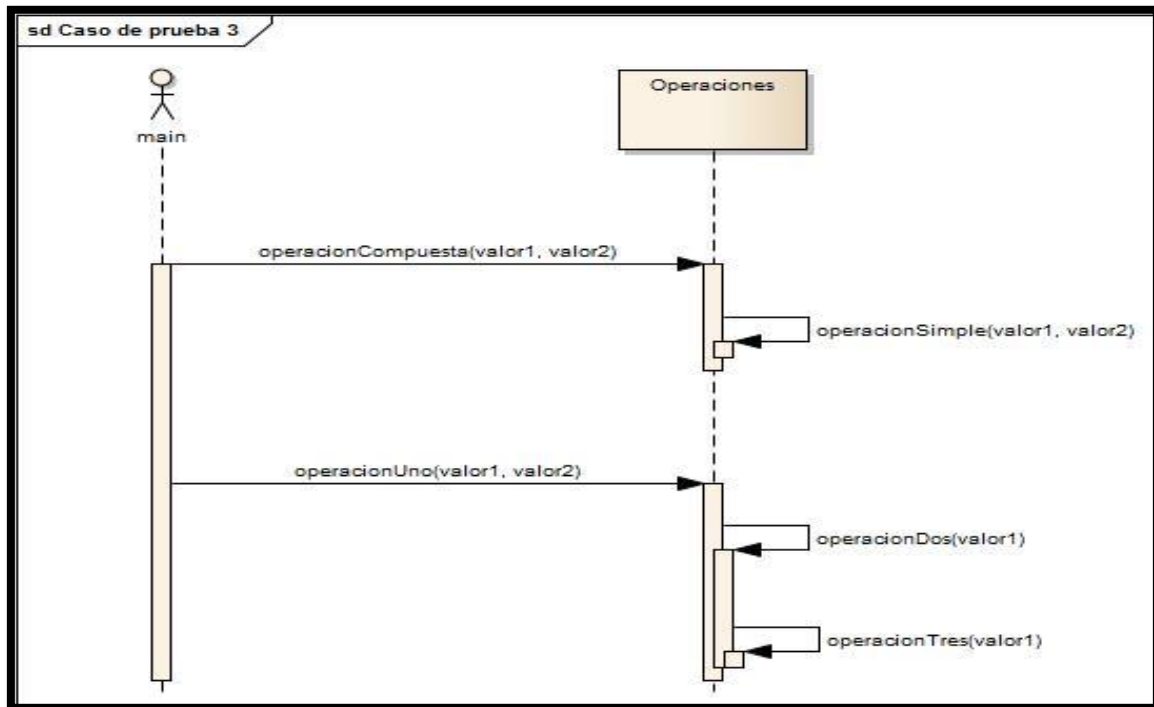 sd Caso de prueba 3
Operaciones
main
operacionCompuesta(valor1, valor2)
operacionSimple(valor1, valor2)
operacionUno(valor1, valor2)
operacionDos(valor1)
operacionTres(valor1)